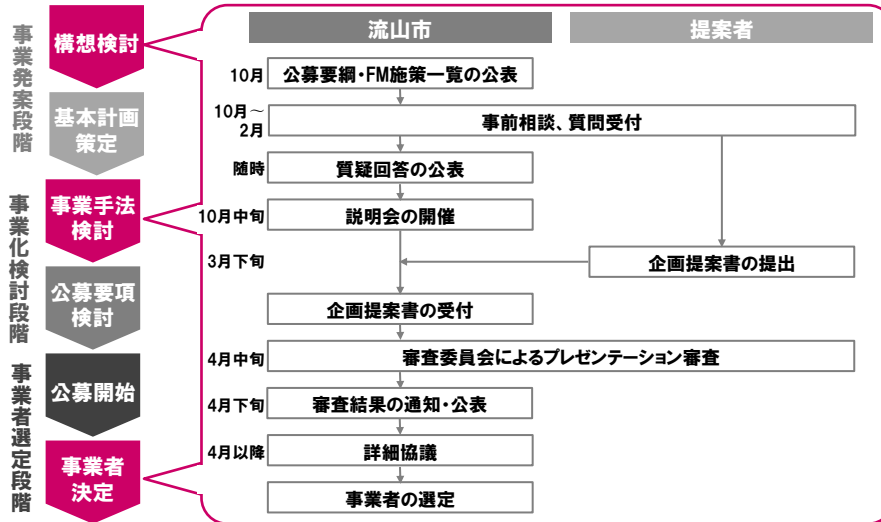 事業発案段階
構想検討
基本計画
策定
事業化検討段階
事業手法
検討
公募要項
検討
事業者選定段階
公募開始
事業者
決定
流山市
提案者
10月
公募要綱・FM施策一覧の公表
10月～
2月
事前相談、質問受付
随時
質疑回答の公表
10月中旬
説明会の開催
3月下旬
企画提案書の提出
企画提案書の受付
4月中旬
審査委員会によるプレゼンテーション審査
4月下旬
審査結果の通知・公表
4月以降
詳細協議
事業者の選定